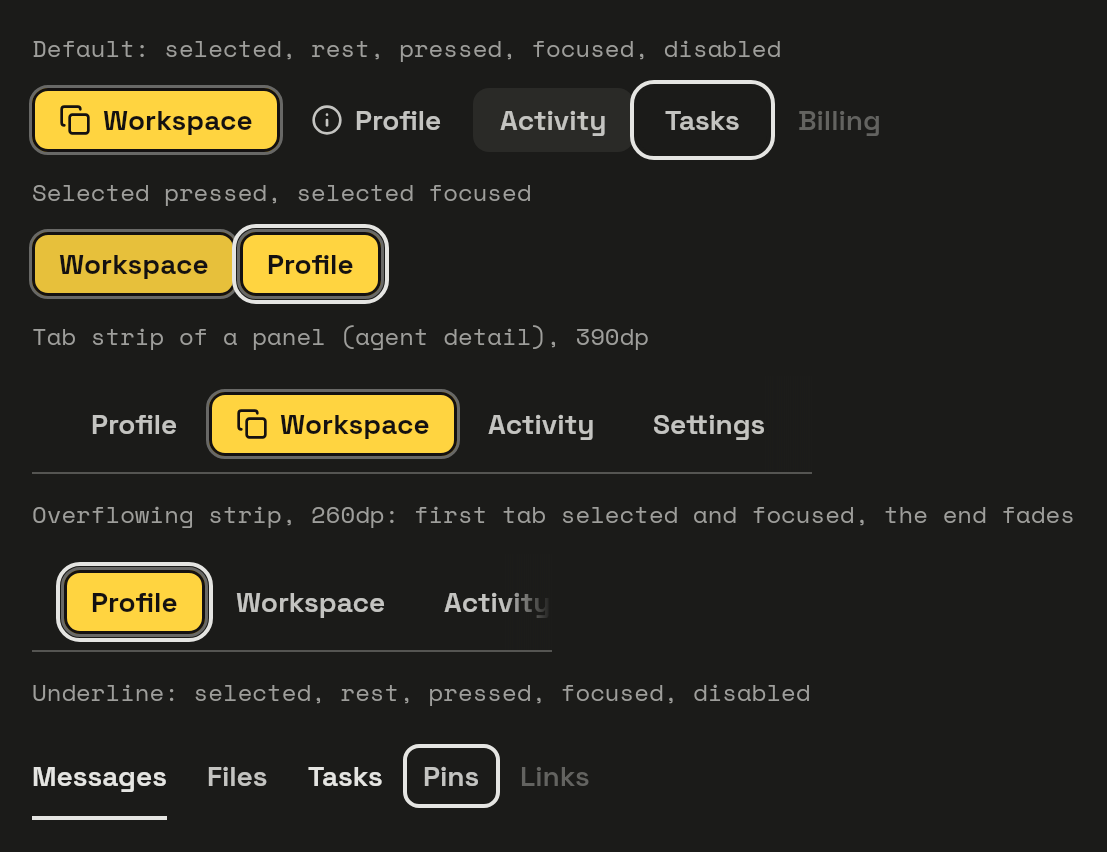 Default: selected, rest, pressed, focused, disabled
Workspace Profile Activity Tasks Billing
Selected pressed, selected focused
Workspace Profile
Tab strip of a panel (agent detail), 390dp
Profile Workspace Activity Settings
Overflowing strip, 260dp: first tab selected and focused, the end fades
Profile Workspace Activity
Underline: selected, rest, pressed, focused, disabled
Messages Files Tasks Pins Links